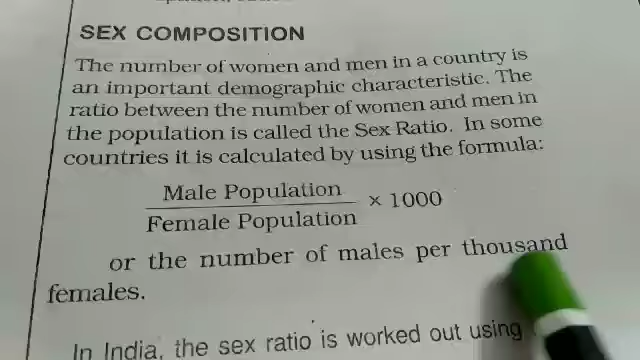 SEX COMPOSITION
The number of women and men in a country is
an important demographic characteristic. The
ratio between the number of women and men in
the population is called the Sex Ratio. In some
countries it is calculated by using the formula:
Male Population
Female Population
× 1000
or the number of males per thousand
females.
In India, the sex ratio is worked out using